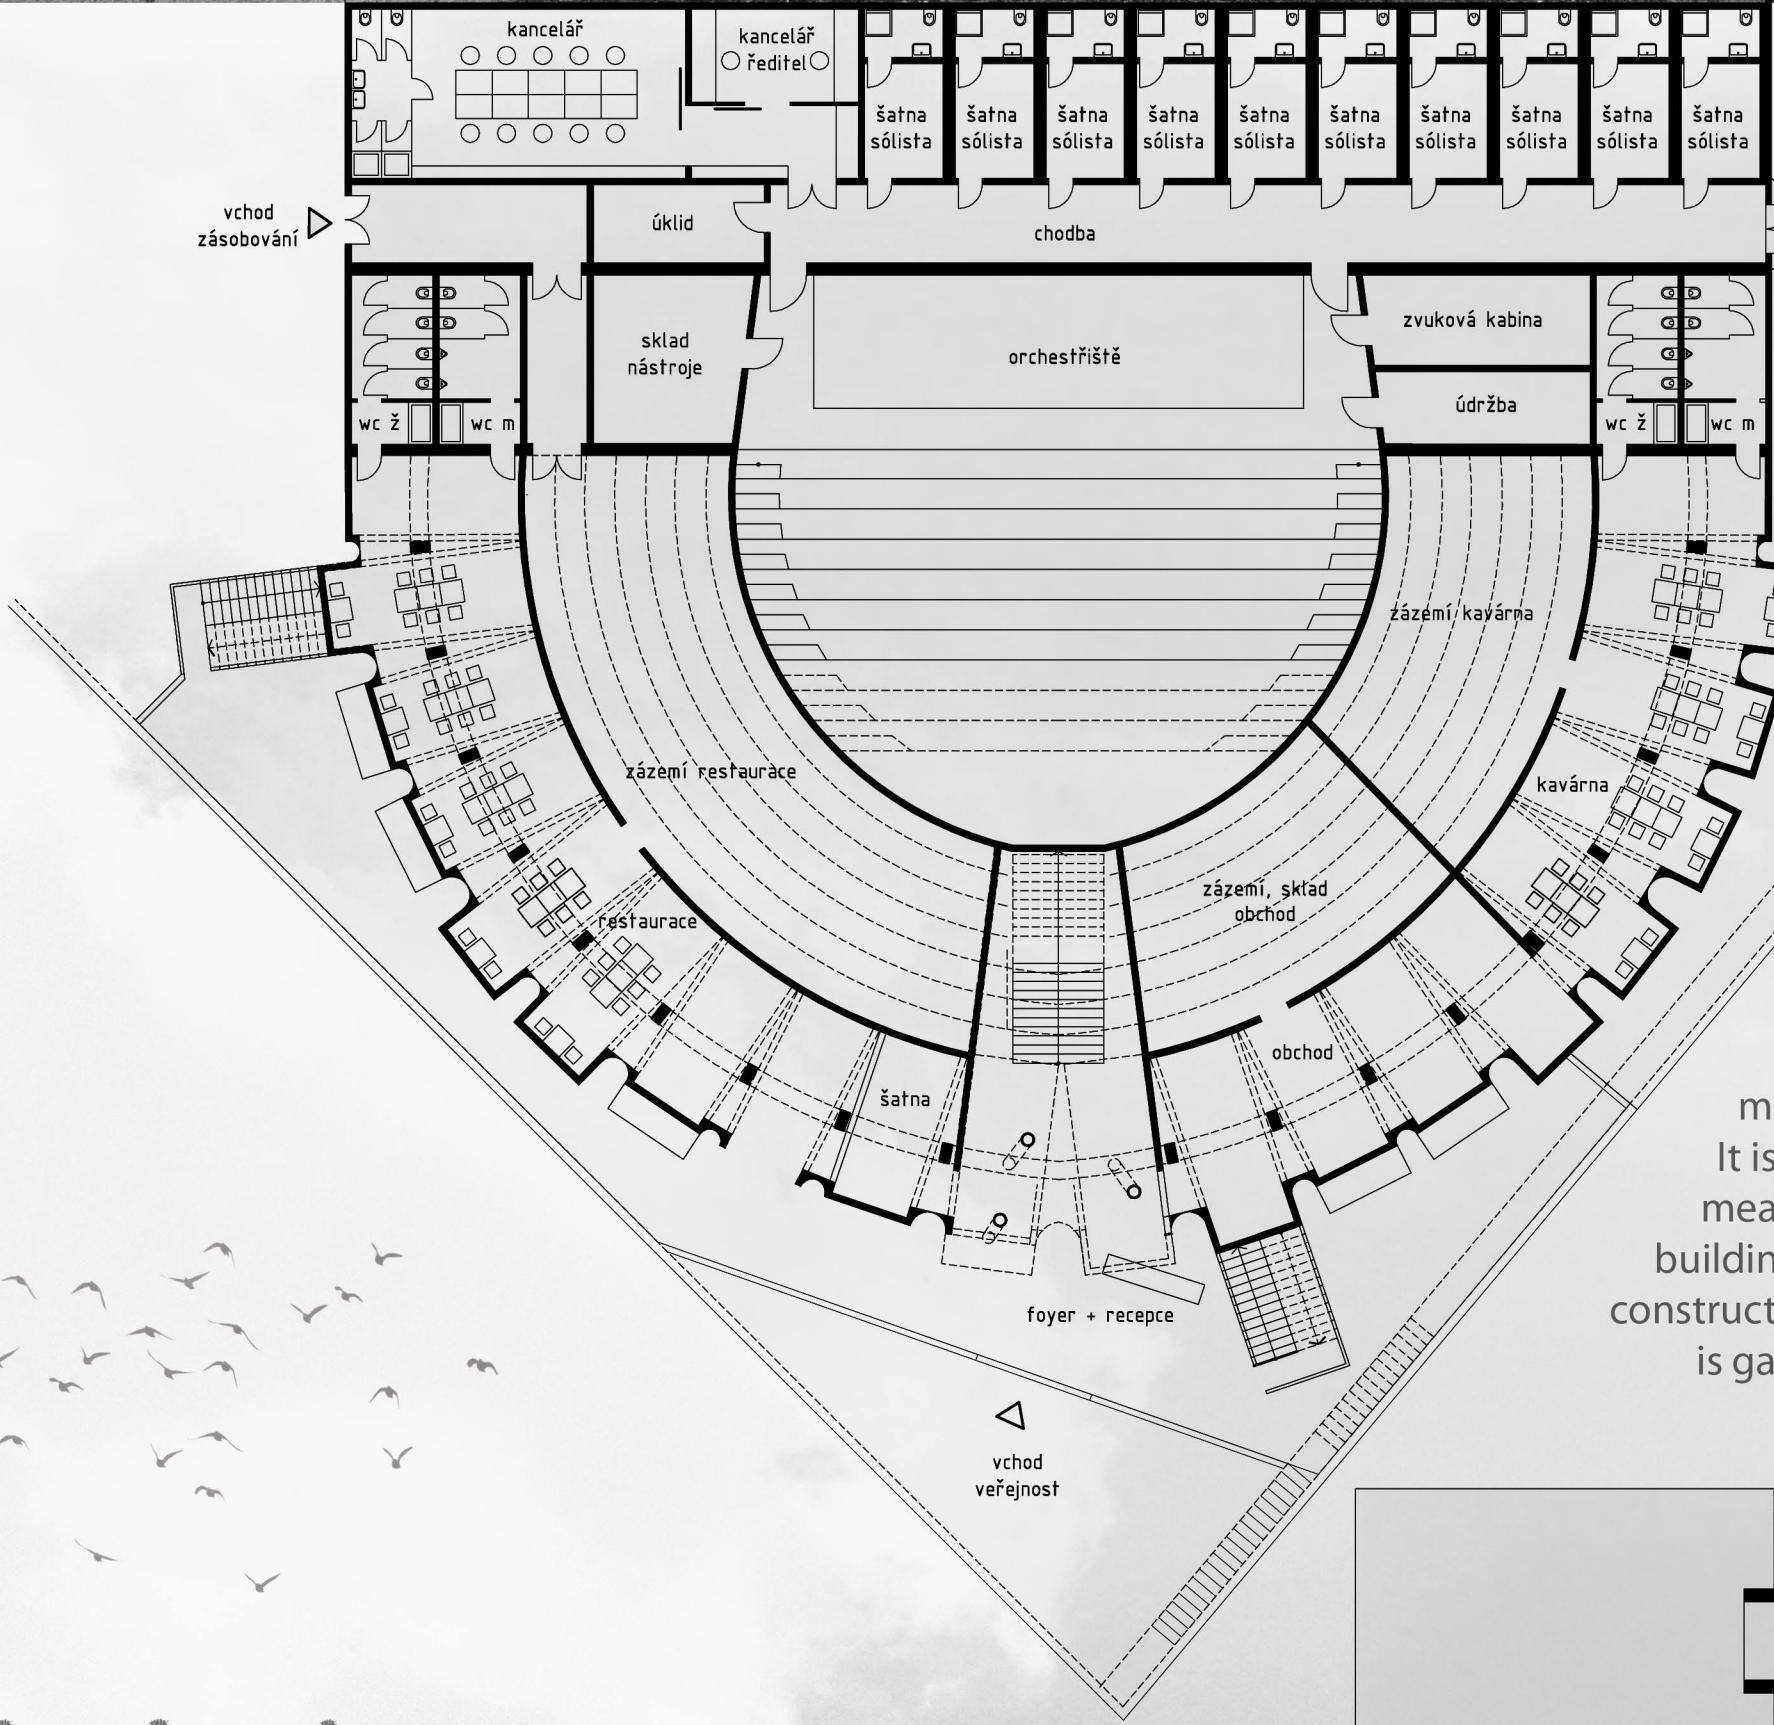 kancelář
kancelář
ředitel
šatna
sólista
šatna
sólista
šatna
sólista
šatna
sólista
šatna
sólista
šatna
sólista
šatna
sólista
šatna
sólista
šatna
sólista
šatna
sólista
vchod
zásobování
úklid
chodba
sklad
nástroje
orchestřiště
zvuková kabina
údržba
wc ž
wc m
wc ž
wc m
zázemí kavárna
zázemí restaurace
kavárna
restaurace
zázemí, sklad
obchod
obchod
šatna
foyer + recepce
vchod
veřejnost
m
It is
mea
buildin
construct
is ga